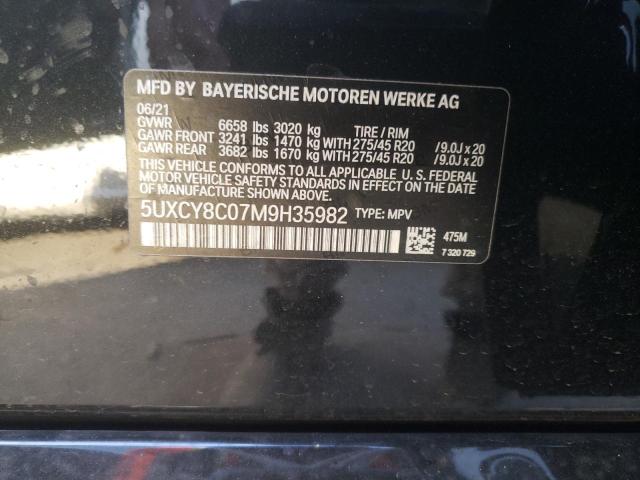 MFD BY BAYERISCHE MOTOREN WERKE AG
06/21
GVWR 6658 lbs 3020 kg TIRE / RIM
GAWR FRONT 3241 lbs 1470 kg WITH 275/45 R20 /9.0J x 20
GAWR REAR 3682 lbs 1670 kg WITH 275/45 R20 /9.0J x 20
THIS VEHICLE CONFORMS TO ALL APPLICABLE U. S. FEDERAL
MOTOR VEHICLE SAFETY STANDARDS IN EFFECT ON THE DATE OF
MANUFACTURE SHOWN ABOVE.
5UXCY8C07M9H35982 TYPE: MPV
475M
7 320 729